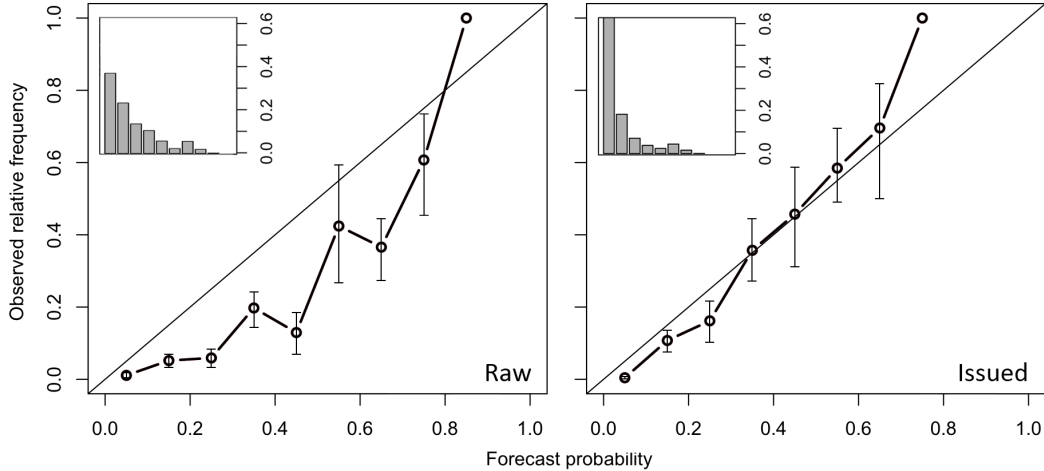 Observed relative frequency
0.0 0.2 0.4 0.6 0.8 1.0
0.0 0.2 0.4 0.6
Raw
0.0 0.2 0.4 0.6 0.8 1.0
0.0 0.2 0.4 0.6
Issued
0.0 0.2 0.4 0.6 0.8 1.0
Forecast probability